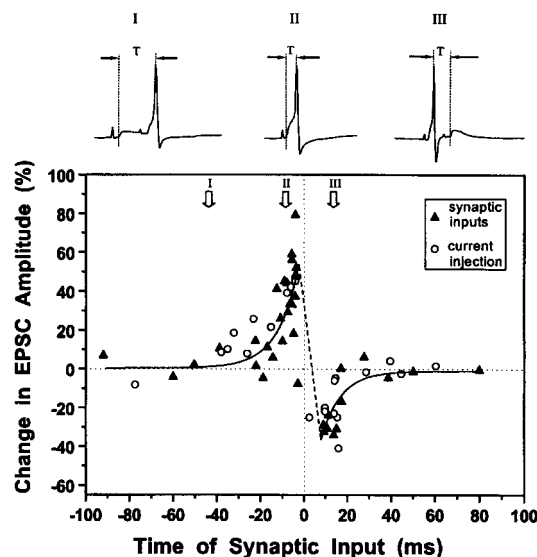 I II III
T T T
100
80
60
40
20
0
-20
-40
-60
I II III
synaptic
inputs
current
injection
Change in EPSC Amplitude (%)
-100 -80 -60 -40 -20 0 20 40 60 80 100
Time of Synaptic Input (ms)